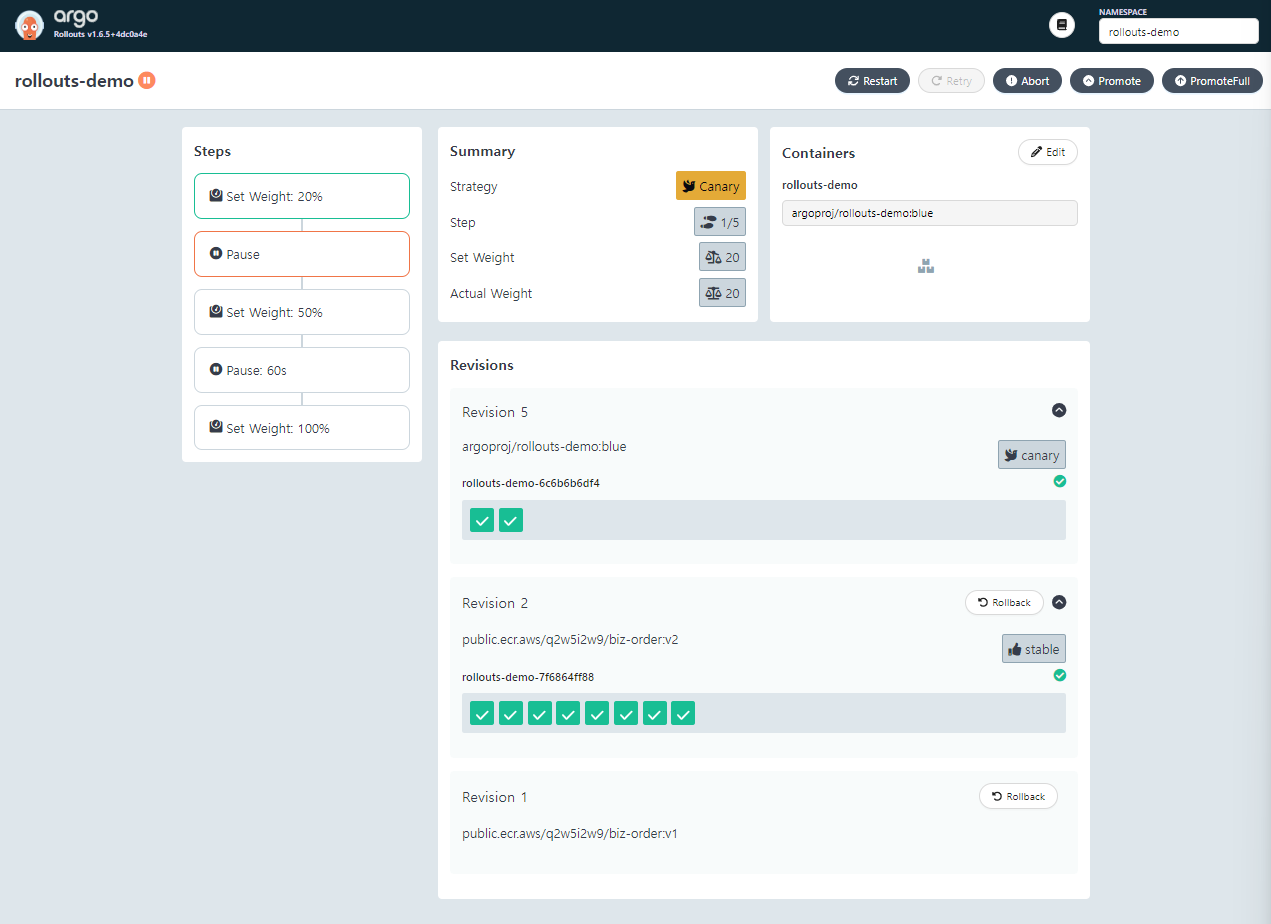 argo
Rollouts v1.6.5+4dc0a4e
NAMESPACE
rollouts-demo
rollouts-demo
Restart
Retry
Abort
Promote
PromoteFull
Steps
Set Weight: 20%
Pause
Set Weight: 50%
Pause: 60s
Set Weight: 100%
Summary
Strategy
Canary
Step
1/5
Set Weight
20
Actual Weight
20
Containers
Edit
rollouts-demo
argoproj/rollouts-demo:blue
Revisions
Revision 5
argoproj/rollouts-demo:blue
canary
rollouts-demo-6c6b6b6df4
Revision 2
Rollback
public.ecr.aws/q2w5i2w9/biz-order:v2
stable
rollouts-demo-7f6864ff88
Revision 1
Rollback
public.ecr.aws/q2w5i2w9/biz-order:v1